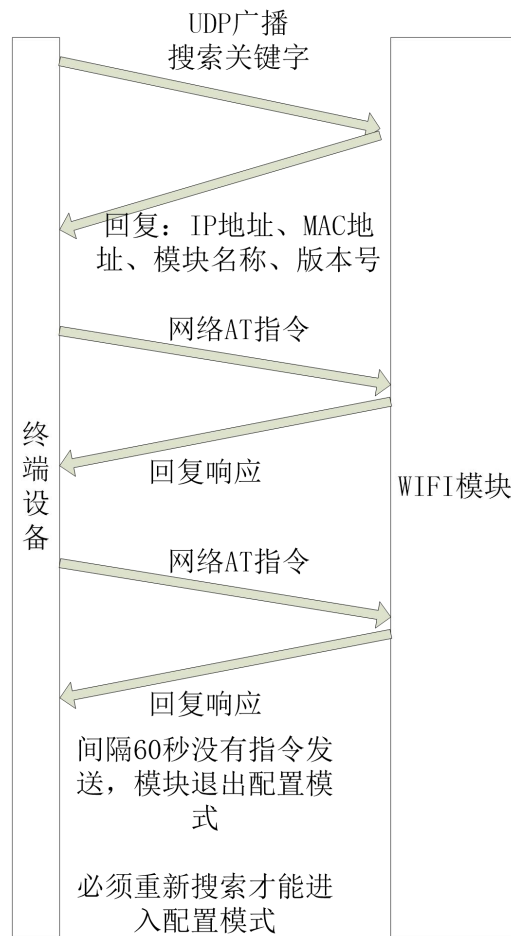 UDP广播
搜索关键字
回复：IP地址、MAC地
址、模块名称、版本号
网络AT指令
回复响应
终端设备
WIFI模块
网络AT指令
回复响应
间隔60秒没有指令发
送，模块退出配置模
式
必须重新搜索才能进
入配置模式